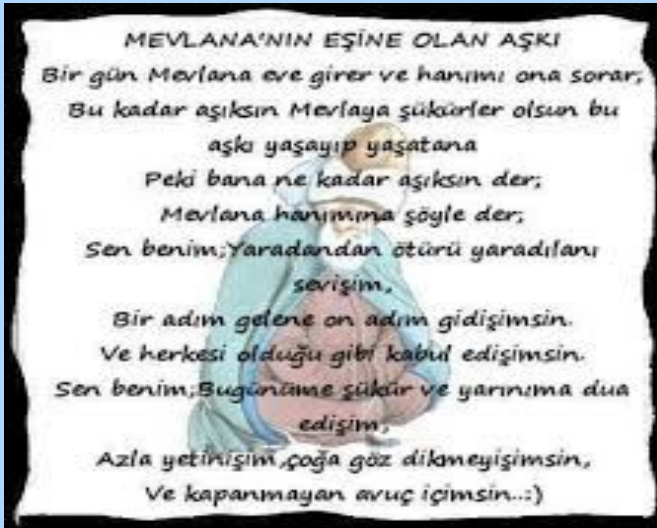 MEVLANA'NIN EŞİNE OLAN AŞKI
Bir gün Mevlana eve girer ve hanımı ona sorar;
Bu kadar aşıksın Mevlaya şükürler olsun bu
aşkı yaşayıp yaşatana
Peki bana ne kadar aşıksın der;
Mevlana hanımına şöyle der;
Sen benim;Yaradandan ötürü yaradılanı
sevişim,
Bir adım gelene on adım gidişimsin.
Ve herkesi olduğu gibi kabul edişimsin.
Sen benim;Bugünüme şükür ve yarınıma dua
edişim,
Azla yetinişim,çoğa göz dikmeyişimsin,
Ve kapanmayan avuç içimsin..:)